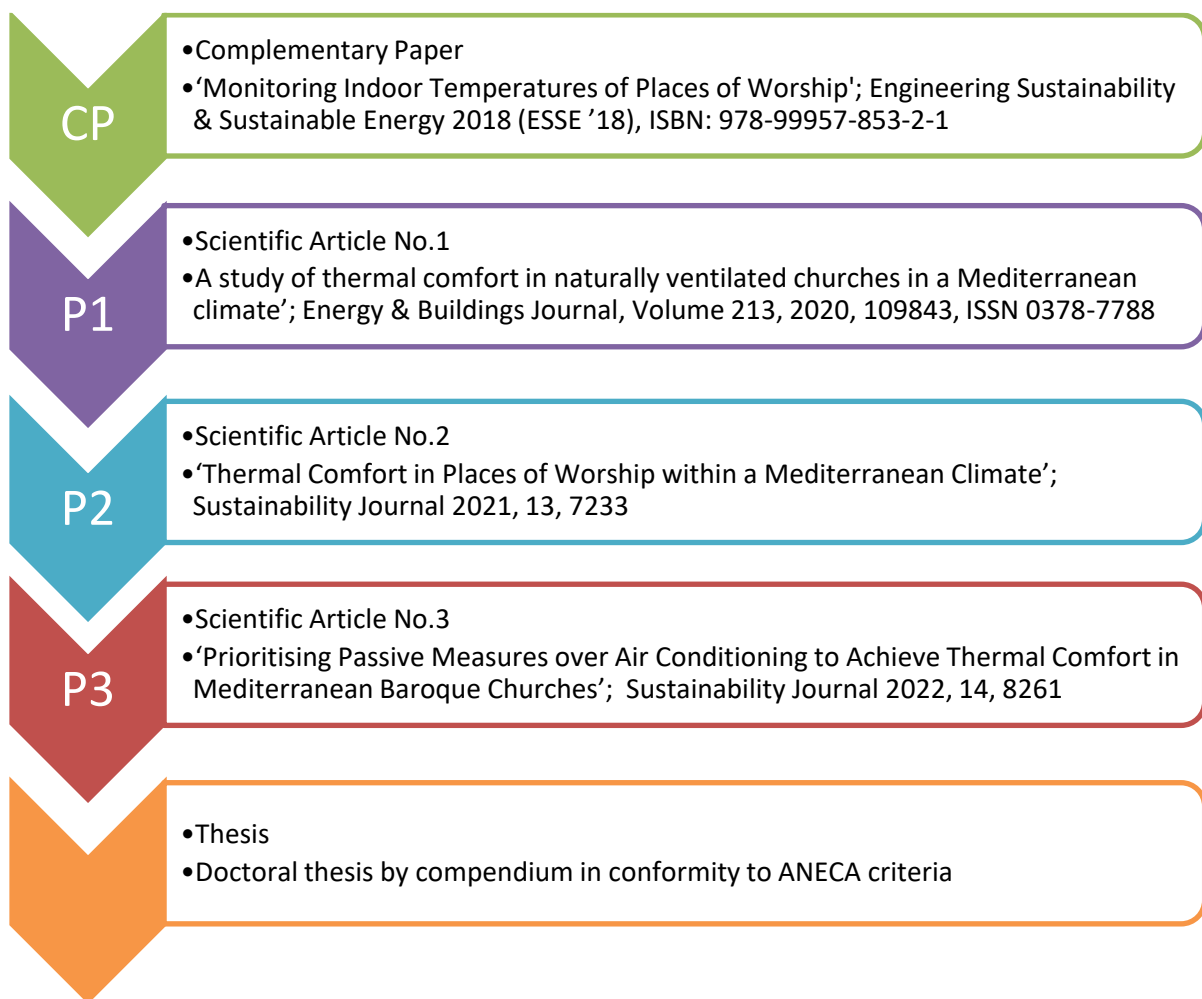 CP
•Complementary Paper
•‘Monitoring Indoor Temperatures of Places of Worship'; Engineering Sustainability
& Sustainable Energy 2018 (ESSE ’18), ISBN: 978-99957-853-2-1
P1
•Scientific Article No.1
•A study of thermal comfort in naturally ventilated churches in a Mediterranean
climate’; Energy & Buildings Journal, Volume 213, 2020, 109843, ISSN 0378-7788
P2
•Scientific Article No.2
•‘Thermal Comfort in Places of Worship within a Mediterranean Climate’;
Sustainability Journal 2021, 13, 7233
P3
•Scientific Article No.3
•‘Prioritising Passive Measures over Air Conditioning to Achieve Thermal Comfort in
Mediterranean Baroque Churches’; Sustainability Journal 2022, 14, 8261
•Thesis
•Doctoral thesis by compendium in conformity to ANECA criteria